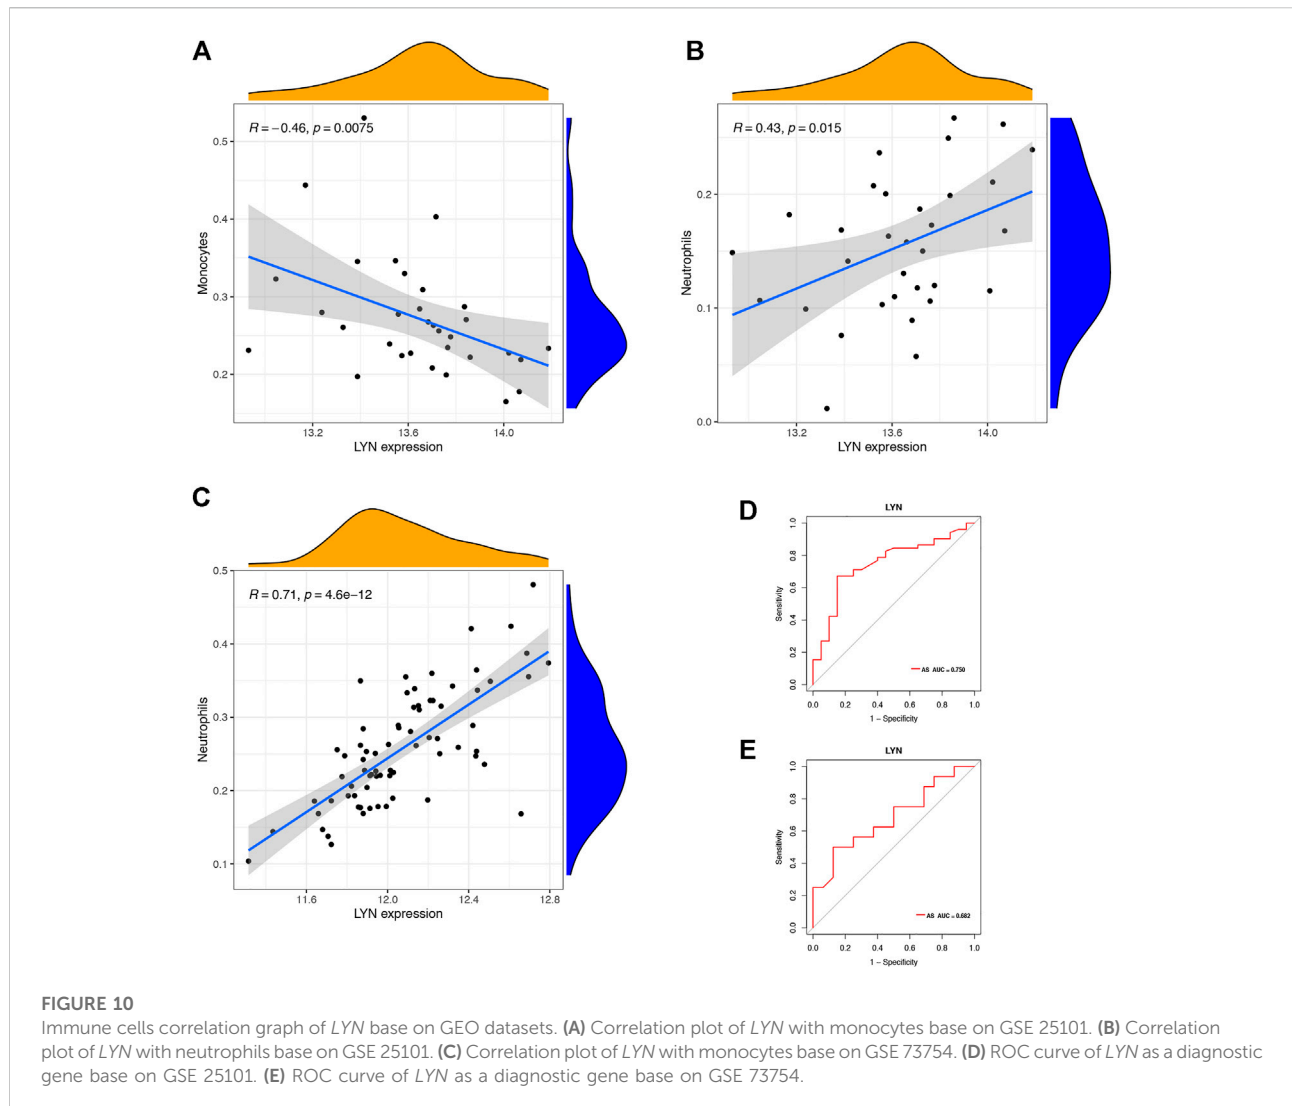 A
R = −0.46, p = 0.0075
0.5
0.4
0.3
0.2
Monocytes
13.2 13.6 14.0
LYN expression
B
R = 0.43, p = 0.015
0.2
0.1
0.0
Neutrophils
13.2 13.6 14.0
LYN expression
C
R = 0.71, p = 4.6e−12
0.5
0.4
0.3
0.2
0.1
Neutrophils
11.6 12.0 12.4 12.8
LYN expression
D
LYN
1.0
0.8
0.6
0.4
0.2
0.0
Sensitivity
AS AUC = 0.750
0.0 0.2 0.4 0.6 0.8 1.0
1 − Specificity
E
LYN
1.0
0.8
0.6
0.4
0.2
0.0
Sensitivity
AS AUC = 0.682
0.0 0.2 0.4 0.6 0.8 1.0
1 − Specificity
FIGURE 10
Immune cells correlation graph of LYN base on GEO datasets. (A) Correlation plot of LYN with monocytes base on GSE 25101. (B) Correlation
plot of LYN with neutrophils base on GSE 25101. (C) Correlation plot of LYN with monocytes base on GSE 73754. (D) ROC curve of LYN as a diagnostic
gene base on GSE 25101. (E) ROC curve of LYN as a diagnostic gene base on GSE 73754.